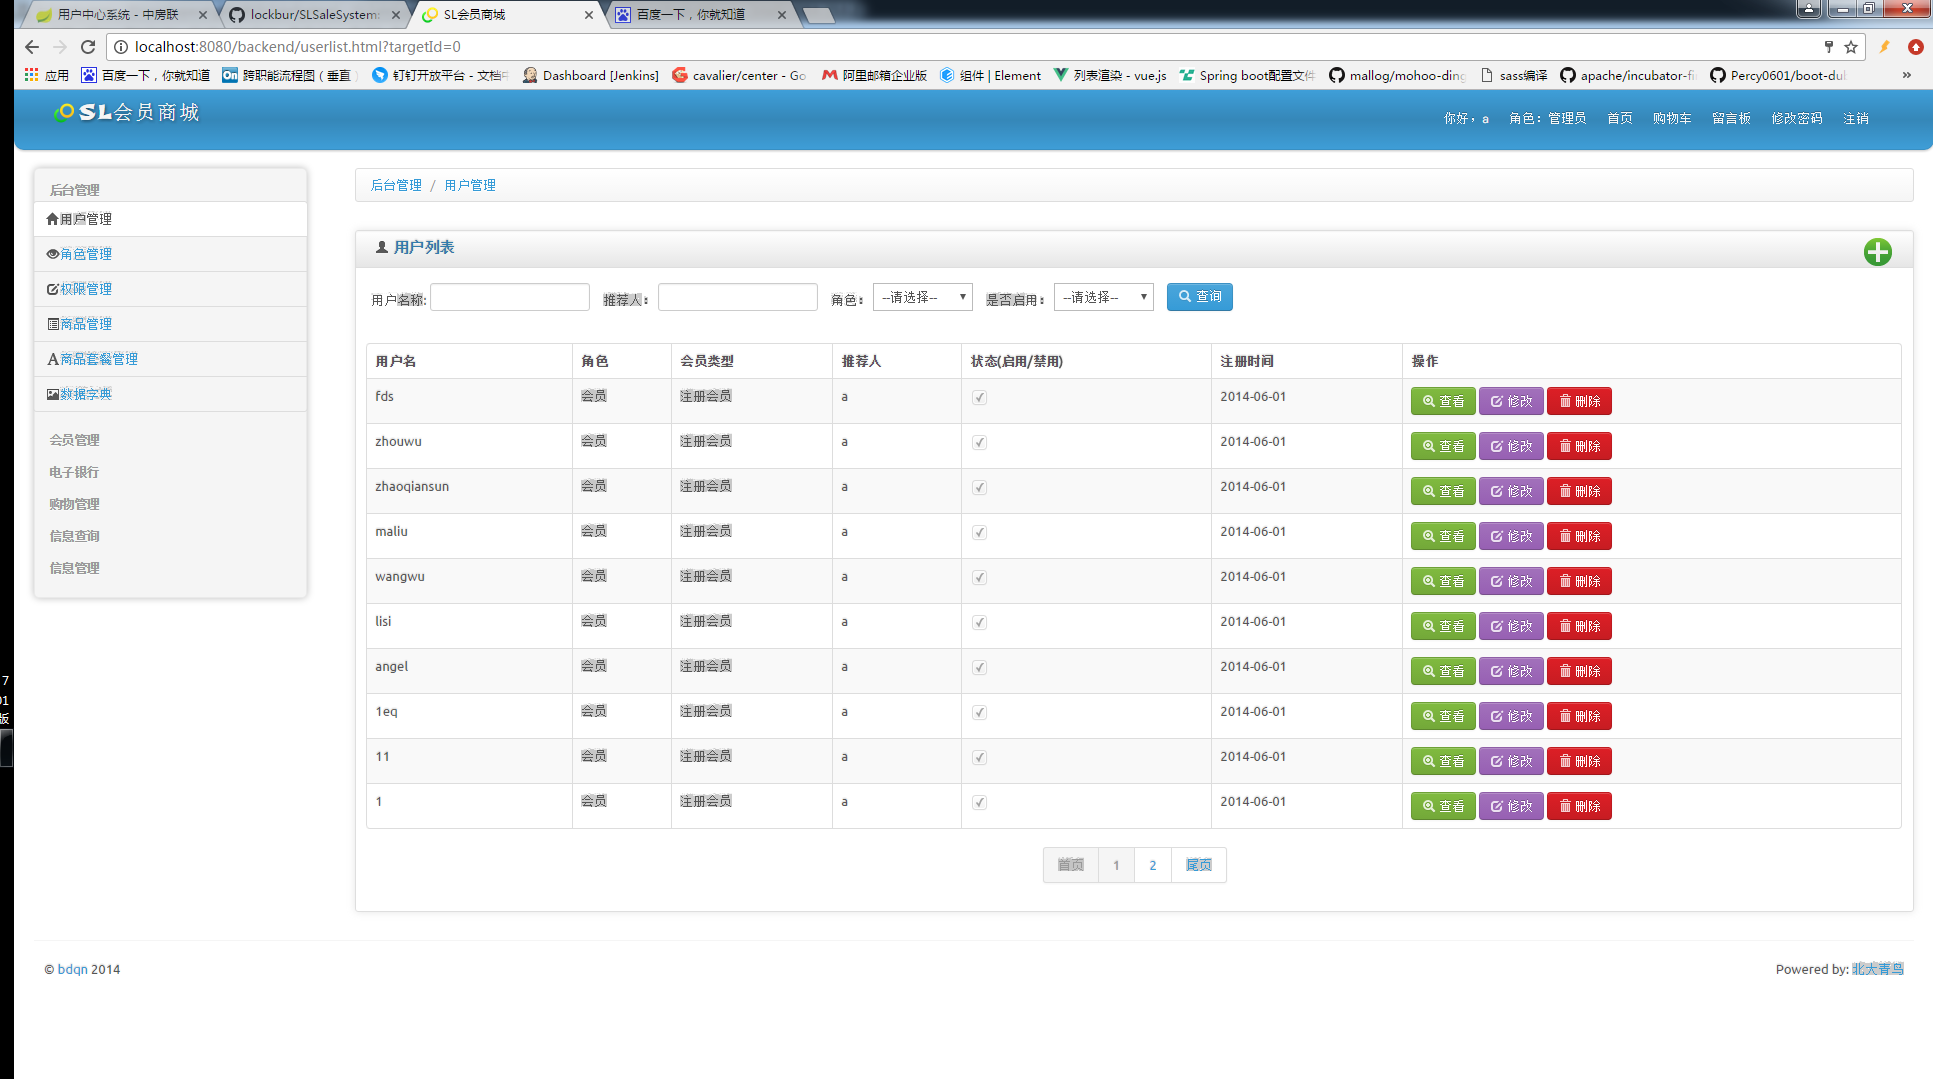 用户中心系统 - 中房联
lockbur/SLSaleSystem:
SL会员商城
百度一下，你就知道
localhost:8080/backend/userlist.html?targetId=0
应用 百度一下，你就知道 跨职能流程图（垂直） 钉钉开放平台 - 文档中 Dashboard [Jenkins] cavalier/center - Go 阿里邮箱企业版 组件 | Element 列表渲染 - vue.js Spring boot配置文件 mallog/mohoo-ding sass编译 apache/incubator-fi Percy0601/boot-dul »
SL会员商城
你好，a 角色：管理员 首页 购物车 留言板 修改密码 注销
后台管理
用户管理
角色管理
权限管理
商品管理
商品套餐管理
数据字典
会员管理
电子银行
购物管理
信息查询
信息管理
7
01
版
后台管理 / 用户管理
用户列表
用户名称: 推荐人： 角色： --请选择-- 是否启用： --请选择-- 查询
用户名 角色 会员类型 推荐人 状态(启用/禁用) 注册时间 操作
fds 会员 注册会员 a 2014-06-01 查看 修改 删除
zhouwu 会员 注册会员 a 2014-06-01 查看 修改 删除
zhaoqiansun 会员 注册会员 a 2014-06-01 查看 修改 删除
maliu 会员 注册会员 a 2014-06-01 查看 修改 删除
wangwu 会员 注册会员 a 2014-06-01 查看 修改 删除
lisi 会员 注册会员 a 2014-06-01 查看 修改 删除
angel 会员 注册会员 a 2014-06-01 查看 修改 删除
1eq 会员 注册会员 a 2014-06-01 查看 修改 删除
11 会员 注册会员 a 2014-06-01 查看 修改 删除
1 会员 注册会员 a 2014-06-01 查看 修改 删除
首页 1 2 尾页
© bdqn 2014
Powered by: 北大青鸟